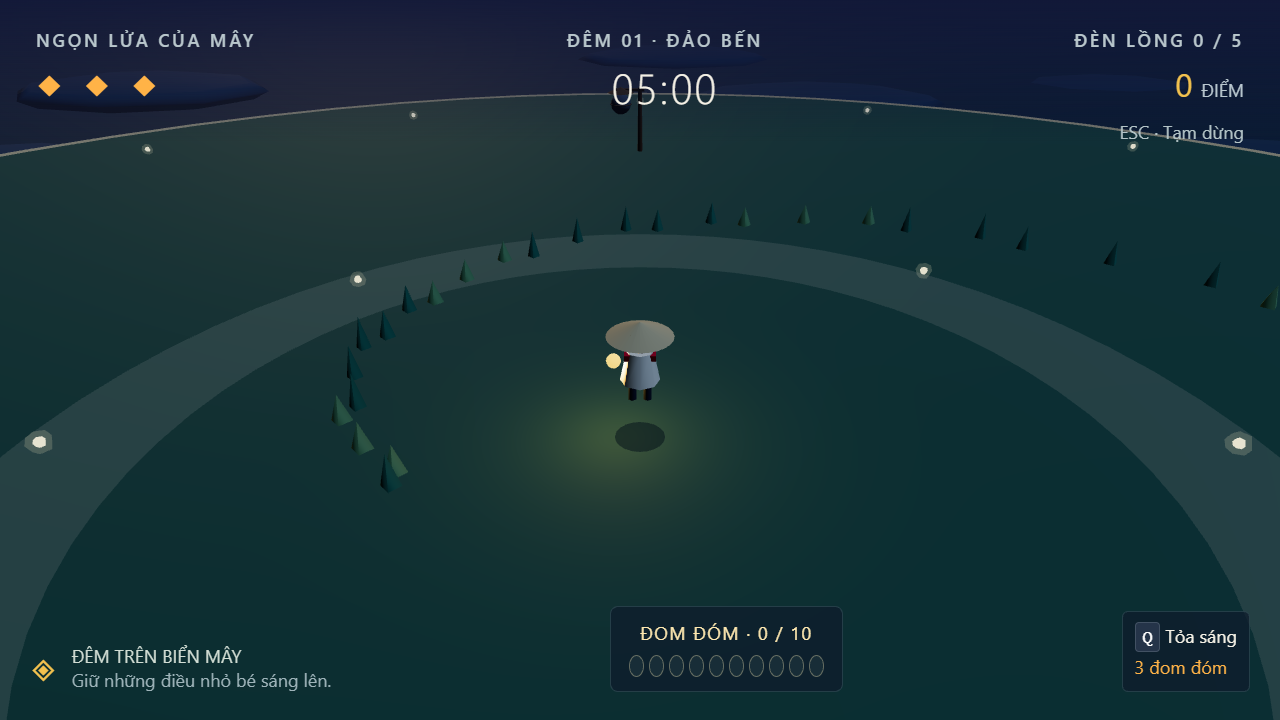 NGỌN LỬA CỦA MÂY
ĐÊM 01 · ĐẢO BẾN
ĐÈN LỒNG 0 / 5
05:00
0 ĐIỂM
ESC · Tạm dừng
ĐÊM TRÊN BIỂN MÂY
Giữ những điều nhỏ bé sáng lên.
ĐOM ĐÓM · 0 / 10
Q Tỏa sáng
3 đom đóm